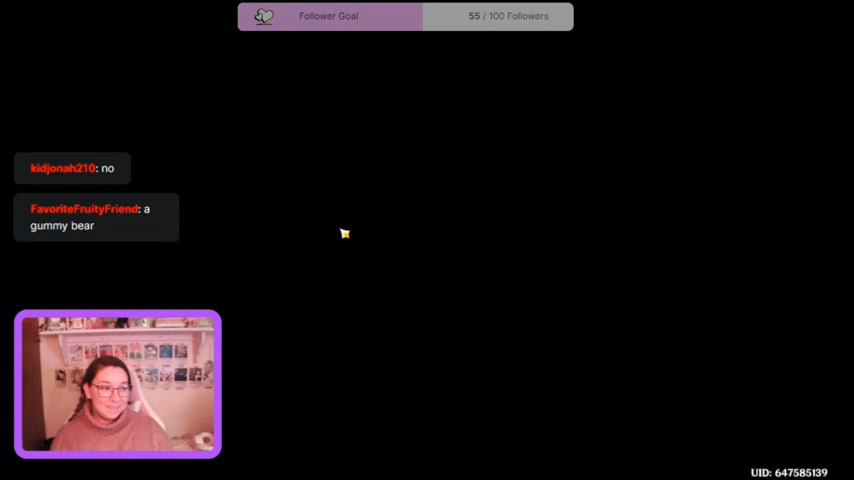 Follower Goal 55 / 100 Followers
kidjonah210: no
FavoriteFruityFriend: a
gummy bear
UID: 647585139